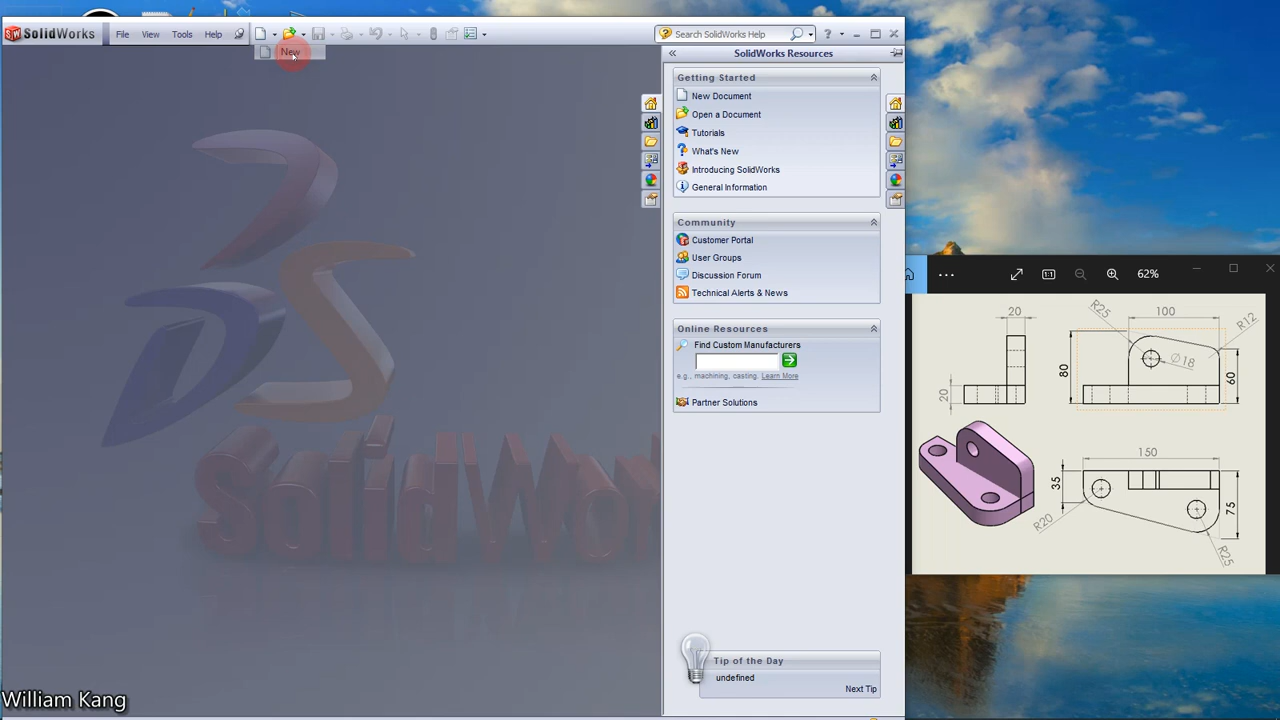 SolidWorks File View Tools Help Search SolidWorks Help
New
SolidWorks Resources
Getting Started
New Document
Open a Document
Tutorials
What's New
Introducing SolidWorks
General Information
Community
Customer Portal
User Groups
Discussion Forum
Technical Alerts & News
Online Resources
Find Custom Manufacturers
e.g., machining, casting. Learn More
Partner Solutions
Tip of the Day
undefined
Next Tip
SolidWo
62%
1:1
20
R25
100
R12
80
Ø18
60
20
150
35
75
R20
R25
William Kang